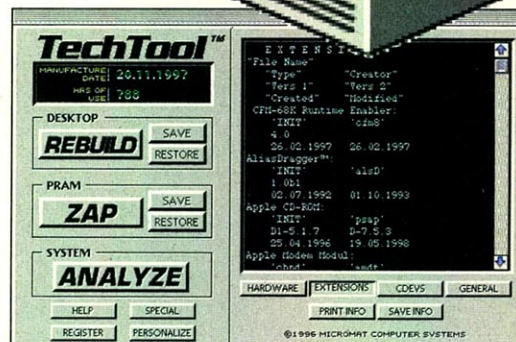 TechTool™
MANUFACTURE DATE 20.11.1997
HRS OF USE 788
DESKTOP
REBUILD
SAVE
RESTORE
PRAM
ZAP
SAVE
RESTORE
SYSTEM
ANALYZE
HELP
SPECIAL
REGISTER
PERSONALIZE
E X T E N S
"File Name"
"Type" "Creator"
"Vers 1" "Vers 2"
"Created" "Modified"
CFM-68K Runtime Enabler:
'INIT' 'cfm8'
4.0
26.02.1997 26.02.1997
AliasDragger™:
'INIT' 'alsD'
1.0b1
02.07.1992 01.10.1993
Apple CD-ROM:
'INIT' 'psap'
D1-5.1.7 D-7.5.3
25.04.1996 19.05.1998
Apple Modem Modul:
HARDWARE
EXTENSIONS
CDEVS
GENERAL
PRINT INFO
SAVE INFO
©1996 MICROMAT COMPUTER SYSTEMS